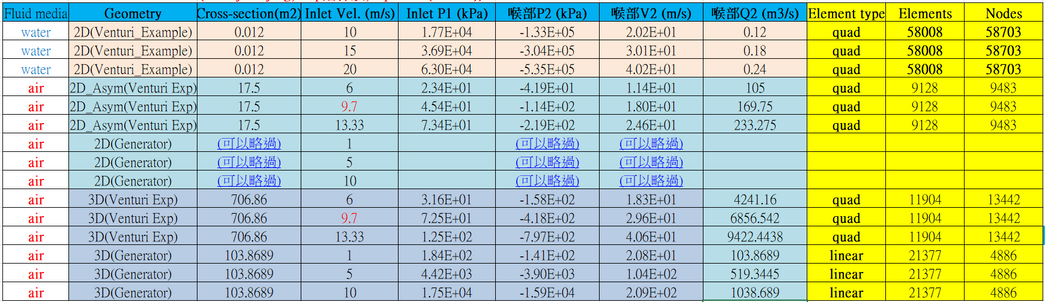 Fluid media Geometry Cross-section(m2) Inlet Vel. (m/s) Inlet P1 (kPa) 喉部P2 (kPa) 喉部V2 (m/s) 喉部Q2 (m3/s) Element type Elements Nodes
water 2D(Venturi_Example) 0.012 10 1.77E+04 -1.33E+05 2.02E+01 0.12 quad 58008 58703
water 2D(Venturi_Example) 0.012 15 3.69E+04 -3.04E+05 3.01E+01 0.18 quad 58008 58703
water 2D(Venturi_Example) 0.012 20 6.30E+04 -5.35E+05 4.02E+01 0.24 quad 58008 58703
air 2D_Asym(Venturi Exp) 17.5 6 2.34E+01 -4.19E+01 1.14E+01 105 quad 9128 9483
air 2D_Asym(Venturi Exp) 17.5 9.7 4.54E+01 -1.14E+02 1.80E+01 169.75 quad 9128 9483
air 2D_Asym(Venturi Exp) 17.5 13.33 7.34E+01 -2.19E+02 2.46E+01 233.275 quad 9128 9483
air 2D(Generator) (可以略過) 1 (可以略過) (可以略過)
air 2D(Generator) (可以略過) 5 (可以略過) (可以略過)
air 2D(Generator) (可以略過) 10 (可以略過) (可以略過)
air 3D(Venturi Exp) 706.86 6 3.16E+01 -1.58E+02 1.83E+01 4241.16 quad 11904 13442
air 3D(Venturi Exp) 706.86 9.7 7.25E+01 -4.18E+02 2.96E+01 6856.542 quad 11904 13442
air 3D(Venturi Exp) 706.86 13.33 1.25E+02 -7.97E+02 4.06E+01 9422.4438 quad 11904 13442
air 3D(Generator) 103.8689 1 1.84E+02 -1.41E+02 2.08E+01 103.8689 linear 21377 4886
air 3D(Generator) 103.8689 5 4.42E+03 -3.90E+03 1.04E+02 519.3445 linear 21377 4886
air 3D(Generator) 103.8689 10 1.75E+04 -1.59E+04 2.09E+02 1038.689 linear 21377 4886